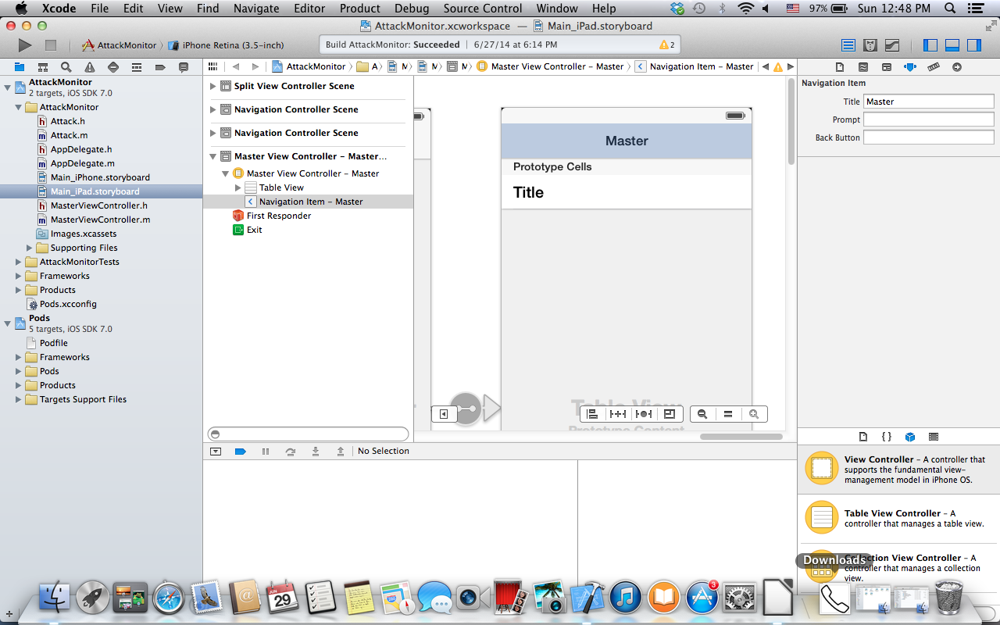 Xcode File Edit View Find Navigate Editor Product Debug Source Control Window Help 97% Sun 12:48 PM
AttackMonitor.xcworkspace — Main_iPad.storyboard
AttackMonitor iPhone Retina (3.5-inch)
Build AttackMonitor: Succeeded 6/27/14 at 6:14 PM 2
AttackMonitor A M M M Master View Controller – Master Navigation Item – Master
AttackMonitor
2 targets, iOS SDK 7.0
AttackMonitor
Attack.h
Attack.m
AppDelegate.h
AppDelegate.m
Main_iPhone.storyboard
Main_iPad.storyboard
MasterViewController.h
MasterViewController.m
Images.xcassets
Supporting Files
AttackMonitorTests
Frameworks
Products
Pods.xcconfig
Pods
5 targets, iOS SDK 7.0
Podfile
Frameworks
Pods
Products
Targets Support Files
Split View Controller Scene
Navigation Controller Scene
Navigation Controller Scene
Master View Controller – Master...
Master View Controller – Master
Table View
Navigation Item – Master
First Responder
Exit
Master
Prototype Cells
Title
Table View
Prototype Content
No Selection
Navigation Item
Title Master
Prompt
Back Button
View Controller – A controller that
supports the fundamental view-
management model in iPhone OS.
Table View Controller – A
controller that manages a table view.
Collection View Controller – A
controller that manages a collection
view.
Downloads
JUN
29
3